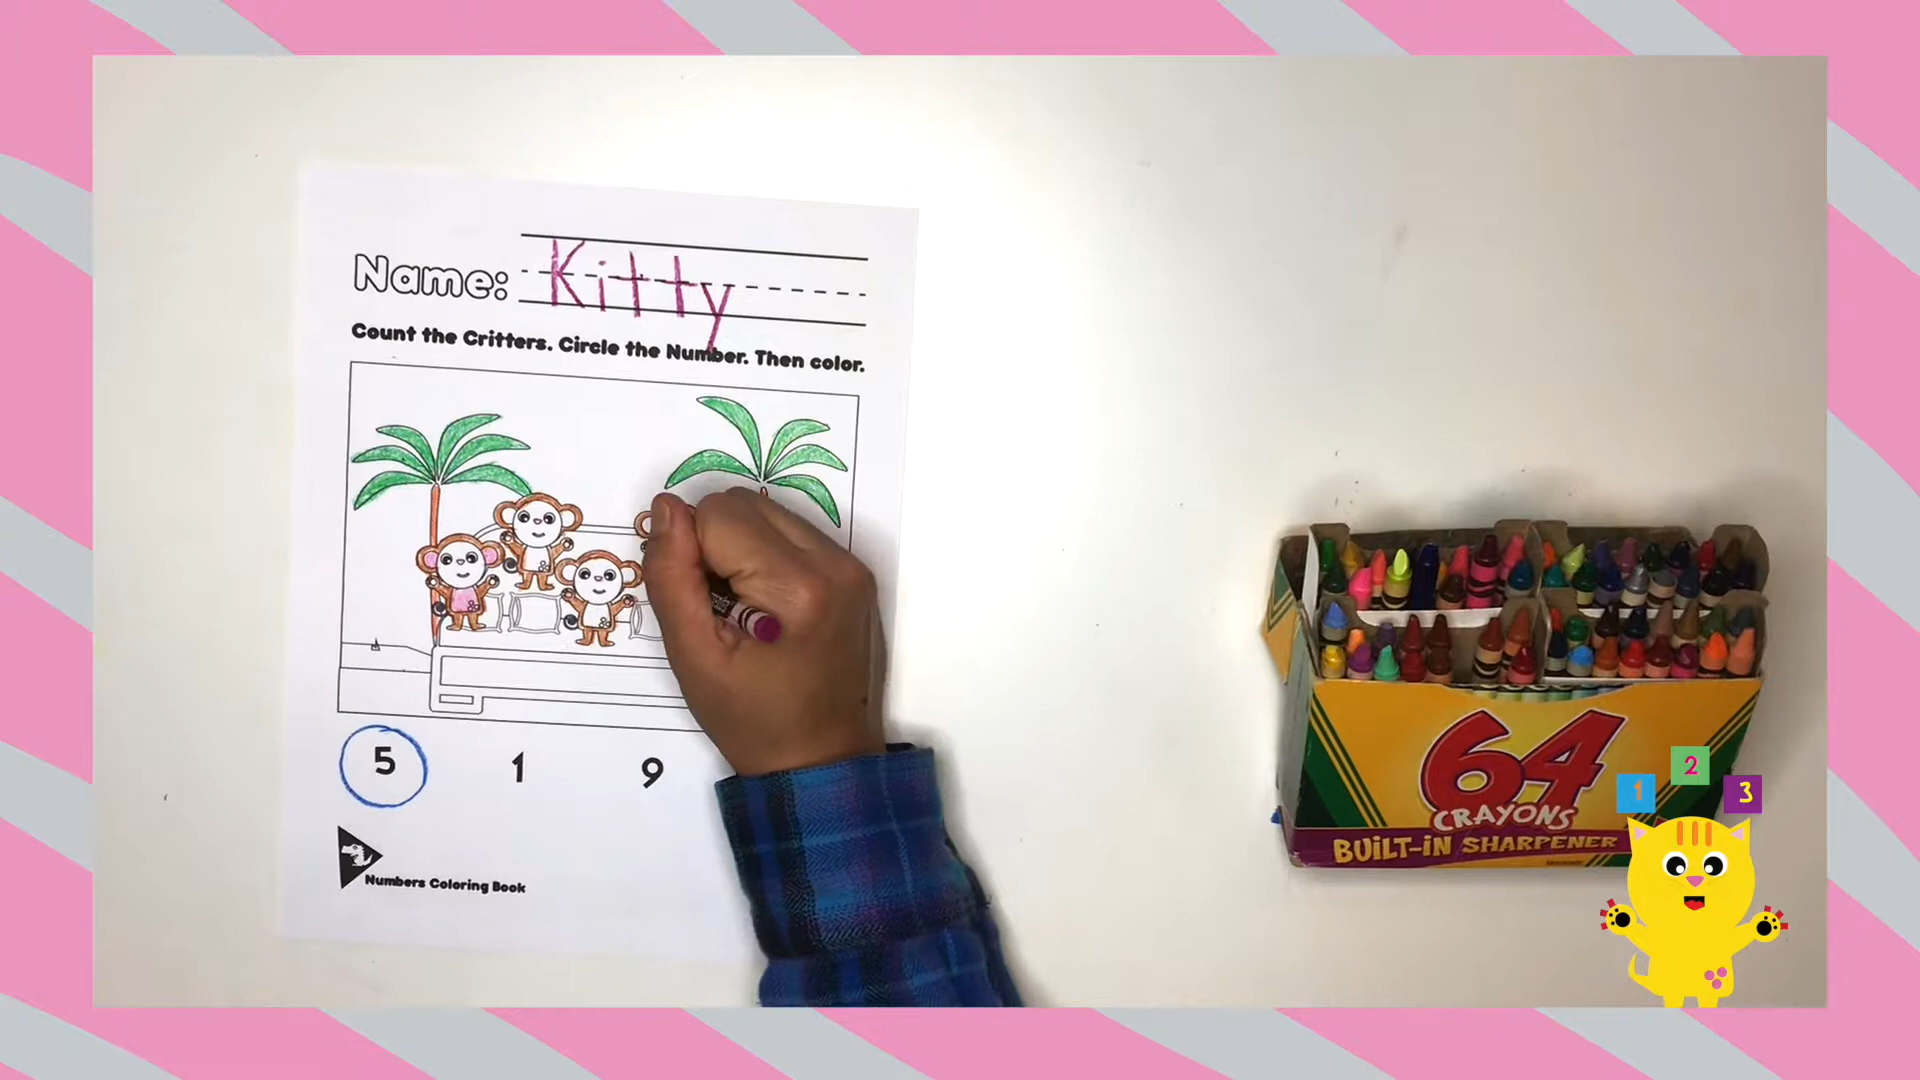 Name: Kitty
Count the Critters. Circle the Number. Then color.
5 1 9
Numbers Coloring Book
64
CRAYONS
BUILT-IN SHARPENER
1 2 3